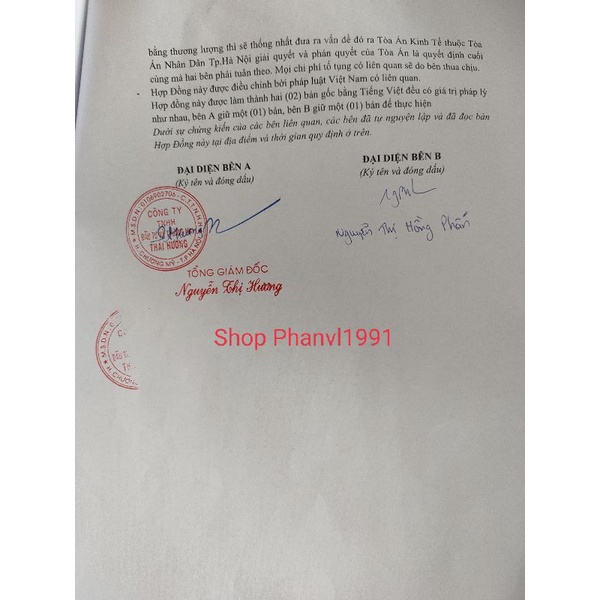 bằng thương lượng thì sẽ thống nhất đưa ra vấn đề đó ra Tòa Án Kinh Tế thuộc Tòa
Án Nhân Dân Tp.Hà Nội giải quyết và phán quyết của Tòa Án là quyết định cuối
cùng mà hai bên phải tuân theo. Mọi chi phí tố tụng có liên quan sẽ do bên thua chịu.
- Hợp Đồng này được điều chỉnh bởi pháp luật Việt Nam có liên quan.
Hợp đồng này được làm thành hai (02) bản gốc bằng Tiếng Việt đều có giá trị pháp lý
như nhau, bên A giữ một (01) bản, bên B giữ một (01) bản để thực hiện
Dưới sự chứng kiến của các bên liên quan, các bên đã tự nguyện lập và đã đọc bản
Hợp Đồng này tại địa điểm và thời gian quy định ở trên.
ĐẠI DIỆN BÊN A
(Ký tên và đóng dấu)
ĐẠI DIỆN BÊN B
(Ký tên và đóng dấu)
M.S.D.N: 0106902706 - C.T.T.N.H.H
CÔNG TY
TNHH
THÁI HƯƠNG
H. CHƯƠNG MỸ - T.P HÀ NỘI
Nguyễn Thị Hồng Phấn
TỔNG GIÁM ĐỐC
Nguyễn Thị Hương
Shop Phanvl1991
M.S.D.N:
H. CHƯƠNG